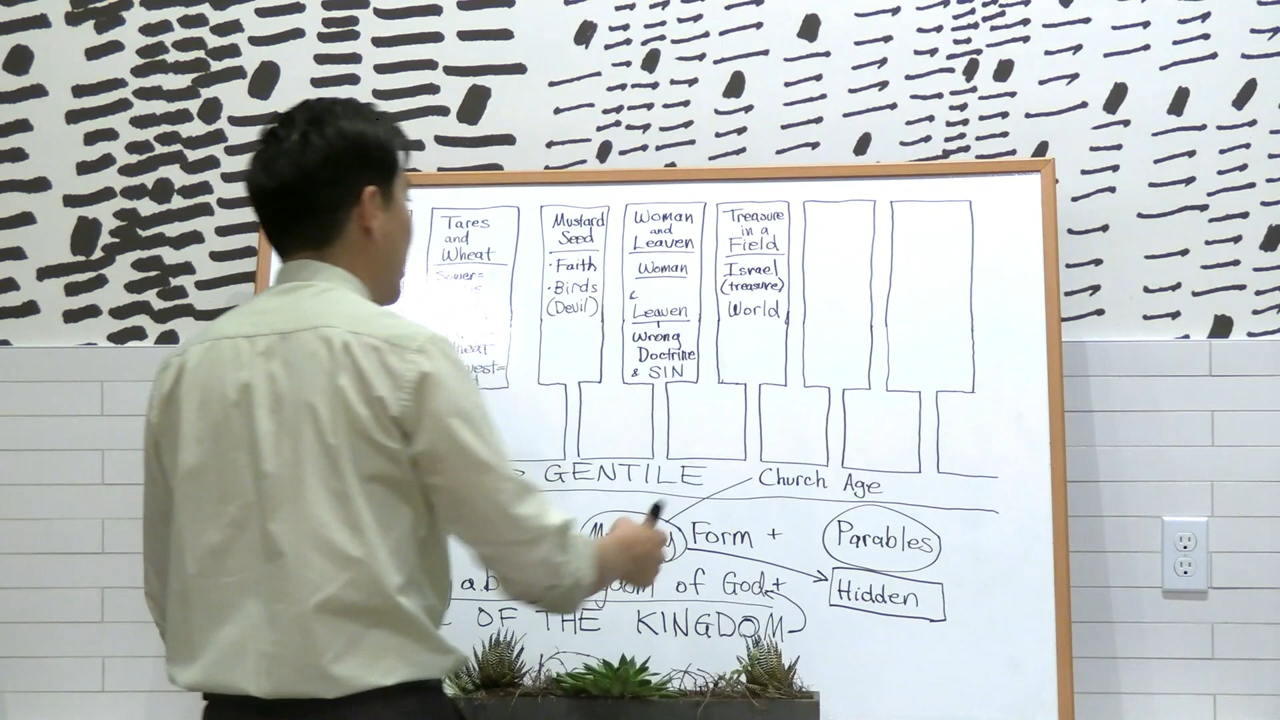 Tares
and
Wheat
Sower=
Mustard
Seed
·Faith
·Birds
(Devil)
Woman
and
Leaven
Woman
&
Leaven
Wrong
Doctrine
& SIN
Treasure
in a
Field
Israel
(treasure)
World
GENTILE
Church Age
Form +
Parables
Hidden
of God+
OF THE KINGDOM